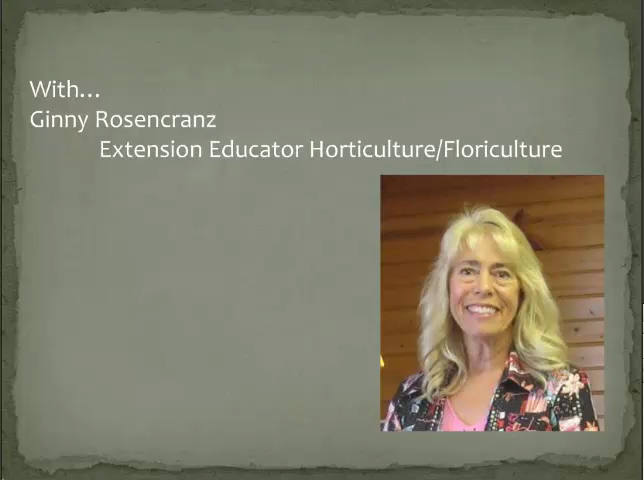 With...
Ginny Rosencranz
Extension Educator Horticulture/Floriculture